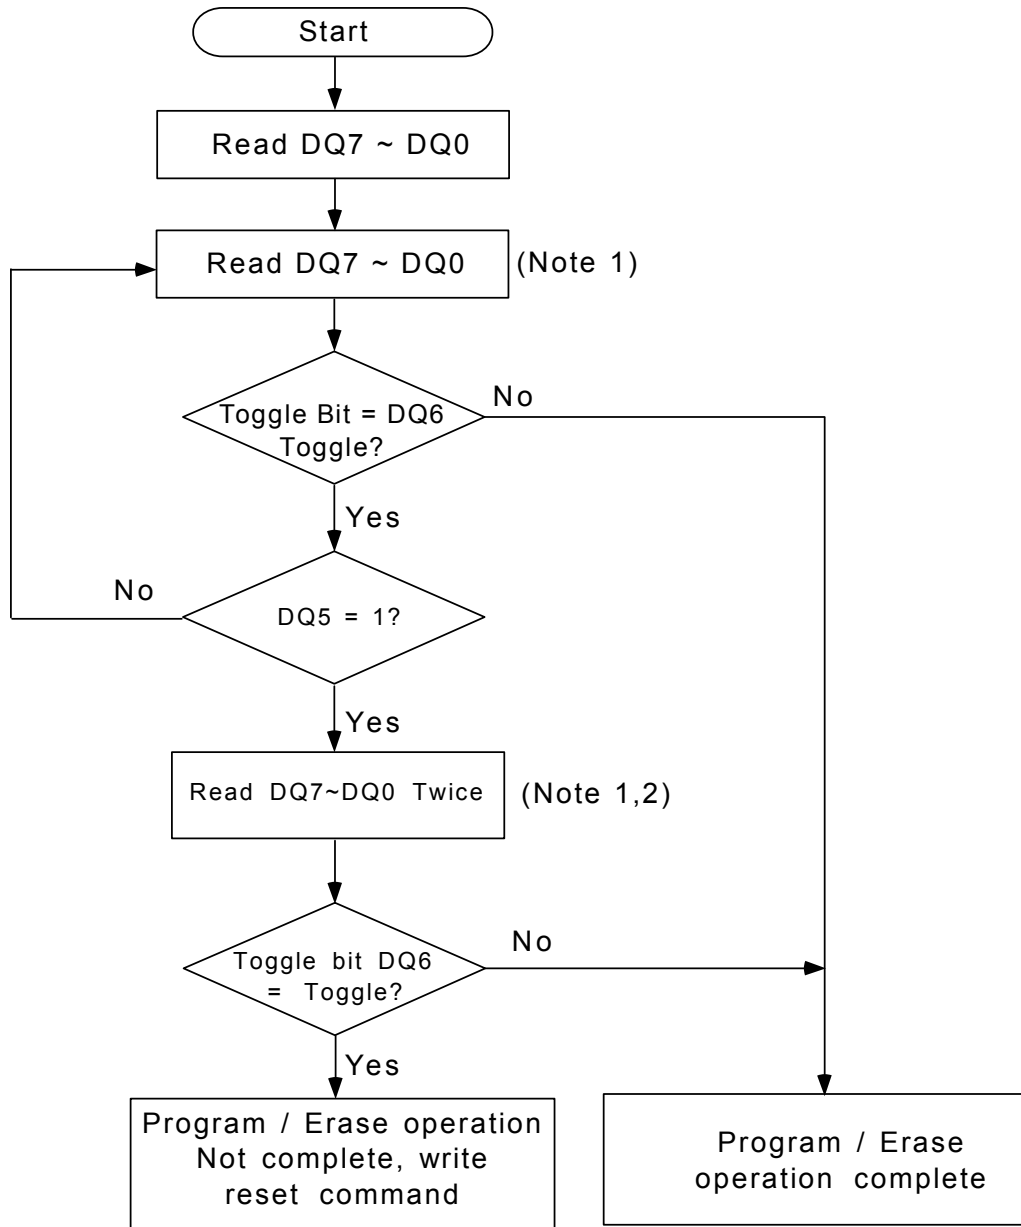 Start
Read DQ7 ~ DQ0
Read DQ7 ~ DQ0 (Note 1)
No
Toggle Bit = DQ6
Toggle?
Yes
No
DQ5 = 1?
Yes
Read DQ7~DQ0 Twice (Note 1,2)
No
Toggle bit DQ6
= Toggle?
Yes
Program / Erase operation
Not complete, write
reset command
Program / Erase
operation complete